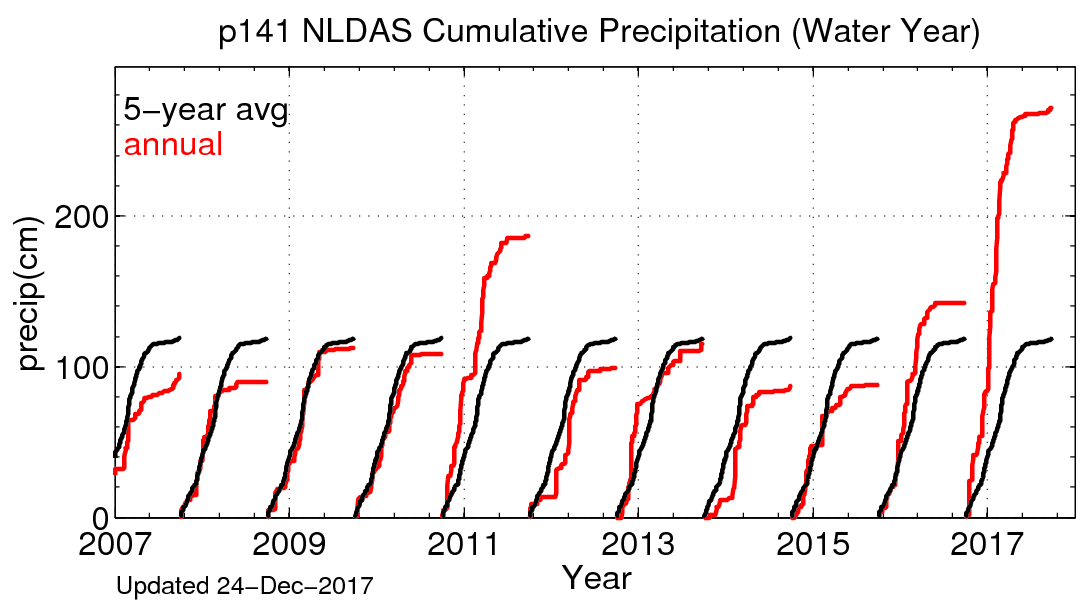 p141 NLDAS Cumulative Precipitation (Water Year)
5−year avg
annual
precip(cm)
200
100
0
2007 2009 2011 2013 2015 2017
Year
Updated 24−Dec−2017